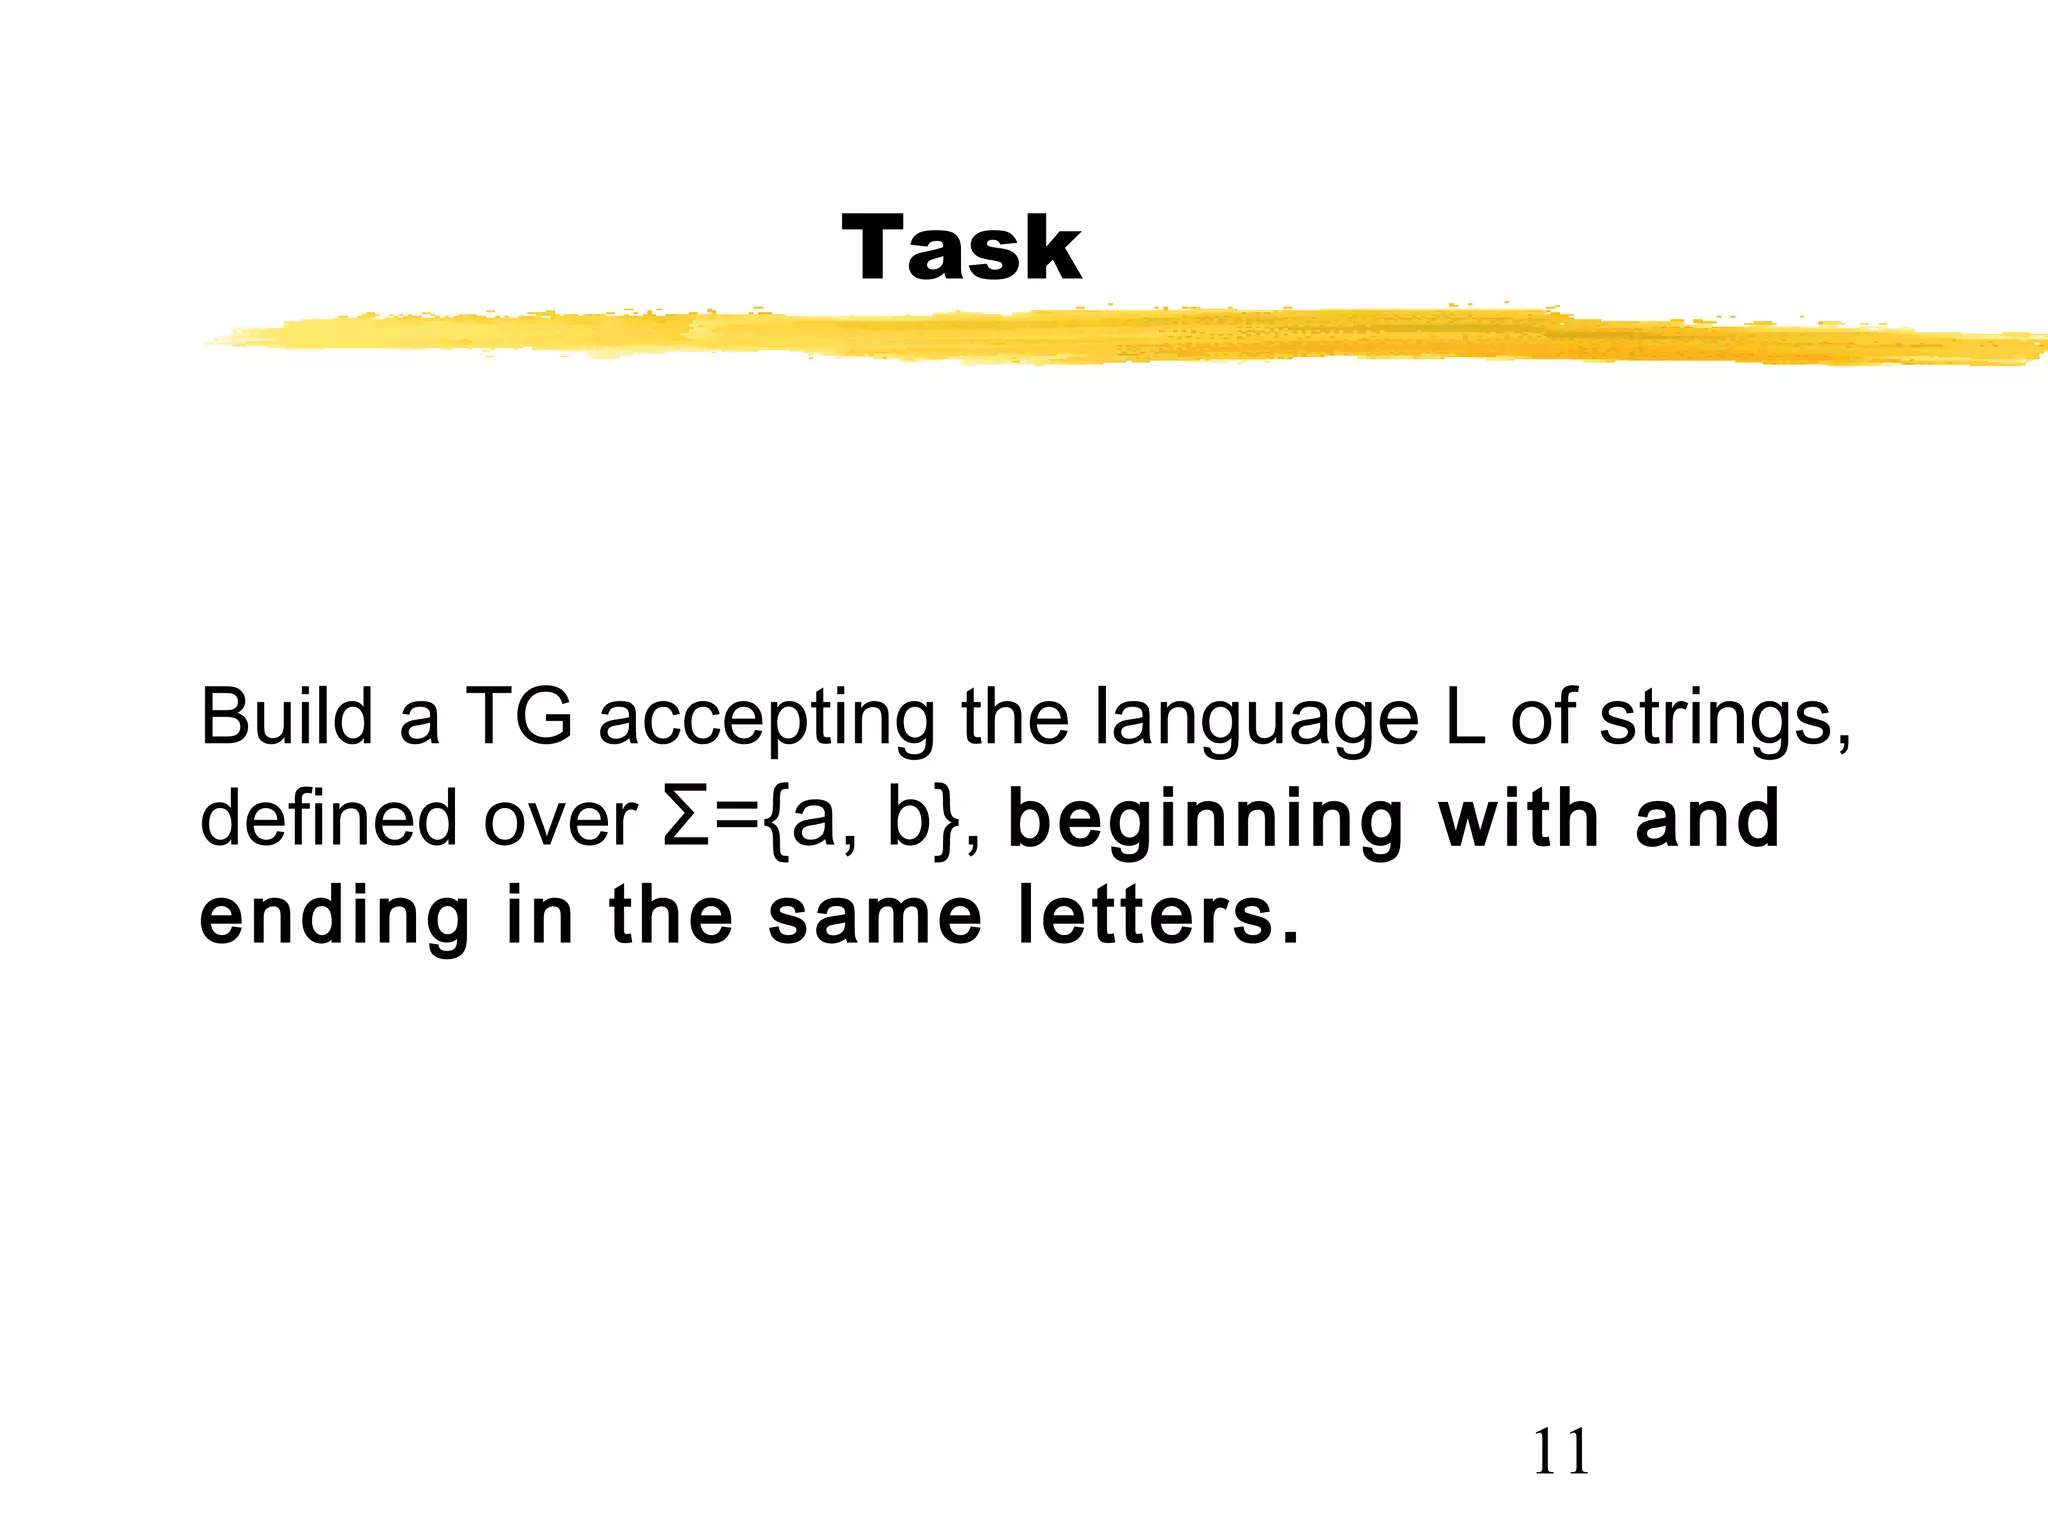 Task
Build a TG accepting the language L of strings,
defined over Σ={a, b}, beginning with and
ending in the same letters.
11